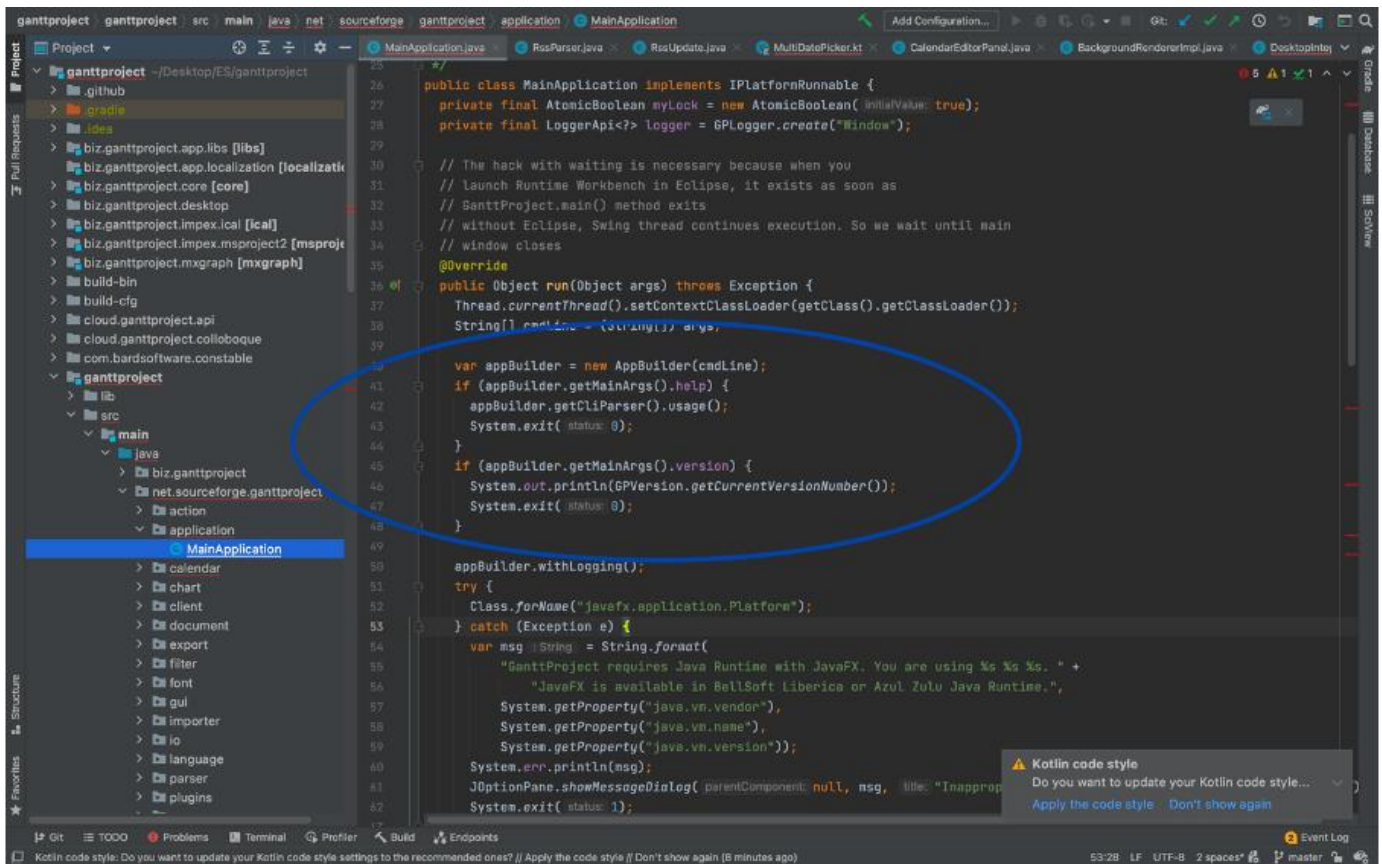 ganttproject ganttproject src main java net sourceforge ganttproject application MainApplication
Add Configuration...
Git:
Project
MainApplication.java
RssParser.java
RssUpdate.java
MultiDatePicker.kt
CalendarEditorPanel.java
BackgroundRendererImpl.java
Project
Pull Requests
Structure
Favorites
Gradle
Database
SciView
ganttproject ~/Desktop/ES/ganttproject
.github
.gradle
.idea
biz.ganttproject.app.libs [libs]
biz.ganttproject.app.localization [localizatic
biz.ganttproject.core [core]
biz.ganttproject.desktop
biz.ganttproject.impex.ical [ical]
biz.ganttproject.impex.msproject2 [msproje
biz.ganttproject.mxgraph [mxgraph]
build-bin
build-cfg
cloud.ganttproject.api
cloud.ganttproject.colloboque
com.bardsoftware.constable
ganttproject
lib
src
main
java
biz.ganttproject
net.sourceforge.ganttproject
action
application
MainApplication
calendar
chart
client
document
export
filter
font
gui
importer
io
language
parser
plugins
5 1 1
25 */
26 public class MainApplication implements IPlatformRunnable {
27 private final AtomicBoolean myLock = new AtomicBoolean( initialValue: true);
28 private final LoggerApi<?> logger = GPLogger.create("Window");
29
30 // The hack with waiting is necessary because when you
31 // launch Runtime Workbench in Eclipse, it exists as soon as
32 // GanttProject.main() method exits
33 // without Eclipse, Swing thread continues execution. So we wait until main
34 // window closes
35 @Override
36 public Object run(Object args) throws Exception {
37 Thread.currentThread().setContextClassLoader(getClass().getClassLoader());
38 String[] cmdLine = (String[]) args;
39
40 var appBuilder = new AppBuilder(cmdLine);
41 if (appBuilder.getMainArgs().help) {
42 appBuilder.getCliParser().usage();
43 System.exit( status: 0);
44 }
45 if (appBuilder.getMainArgs().version) {
46 System.out.println(GPVersion.getCurrentVersionNumber());
47 System.exit( status: 0);
48 }
49
50 appBuilder.withLogging();
51 try {
52 Class.forName("javafx.application.Platform");
53 } catch (Exception e) {
54 var msg : String = String.format(
55 "GanttProject requires Java Runtime with JavaFX. You are using %s %s %s. " +
56 "JavaFX is available in BellSoft Liberica or Azul Zulu Java Runtime.",
57 System.getProperty("java.vm.vendor"),
58 System.getProperty("java.vm.name"),
59 System.getProperty("java.vm.version"));
60 System.err.println(msg);
61 JOptionPane.showMessageDialog( parentComponent: null, msg, title: "Inapprop
62 System.exit( status: 1);
Kotlin code style
Do you want to update your Kotlin code style...
Apply the code style Don't show again
Git TODO Problems Terminal Profiler Build Endpoints
2 Event Log
Kotlin code style: Do you want to update your Kotlin code style settings to the recommended ones? // Apply the code style // Don't show again (8 minutes ago)
53:28 LF UTF-8 2 spaces* master